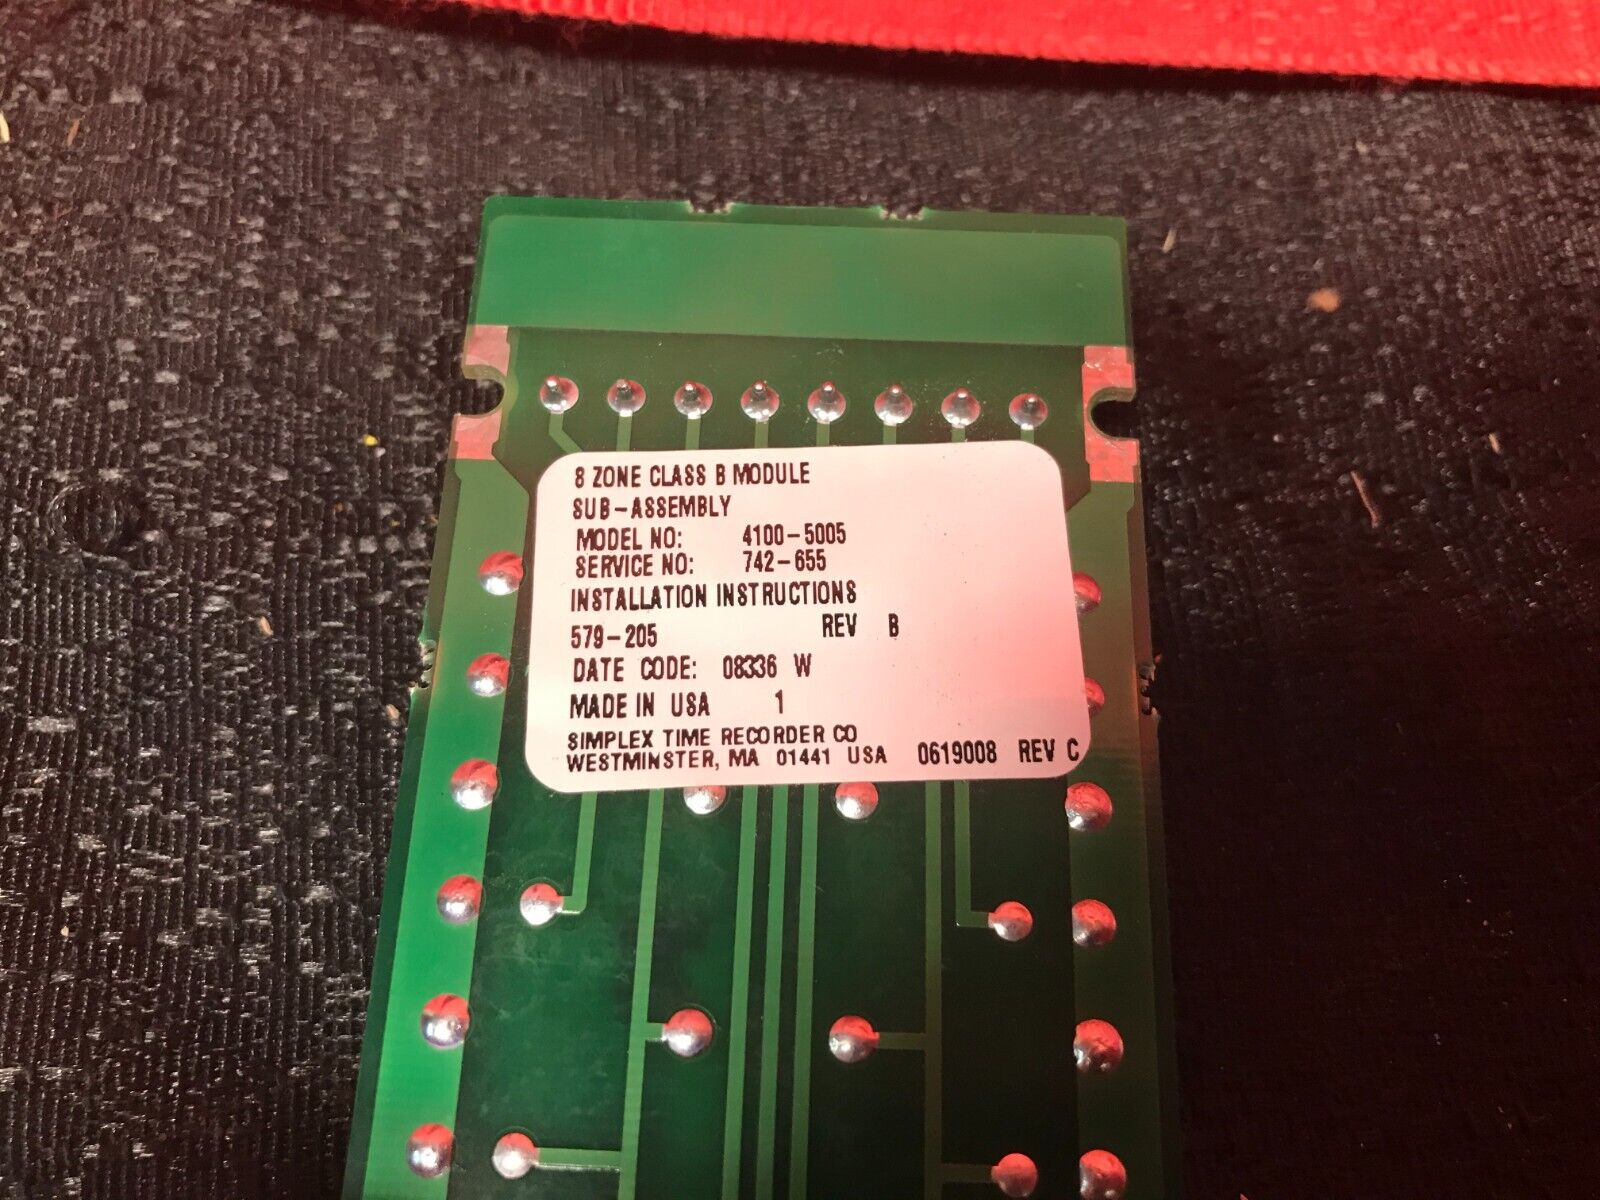 8 ZONE CLASS B MODULE
SUB-ASSEMBLY
MODEL NO: 4100-5005
SERVICE NO: 742-655
INSTALLATION INSTRUCTIONS
579-205 REV B
DATE CODE: 08336 W
MADE IN USA 1
SIMPLEX TIME RECORDER CO
WESTMINSTER, MA 01441 USA 0619008 REV C